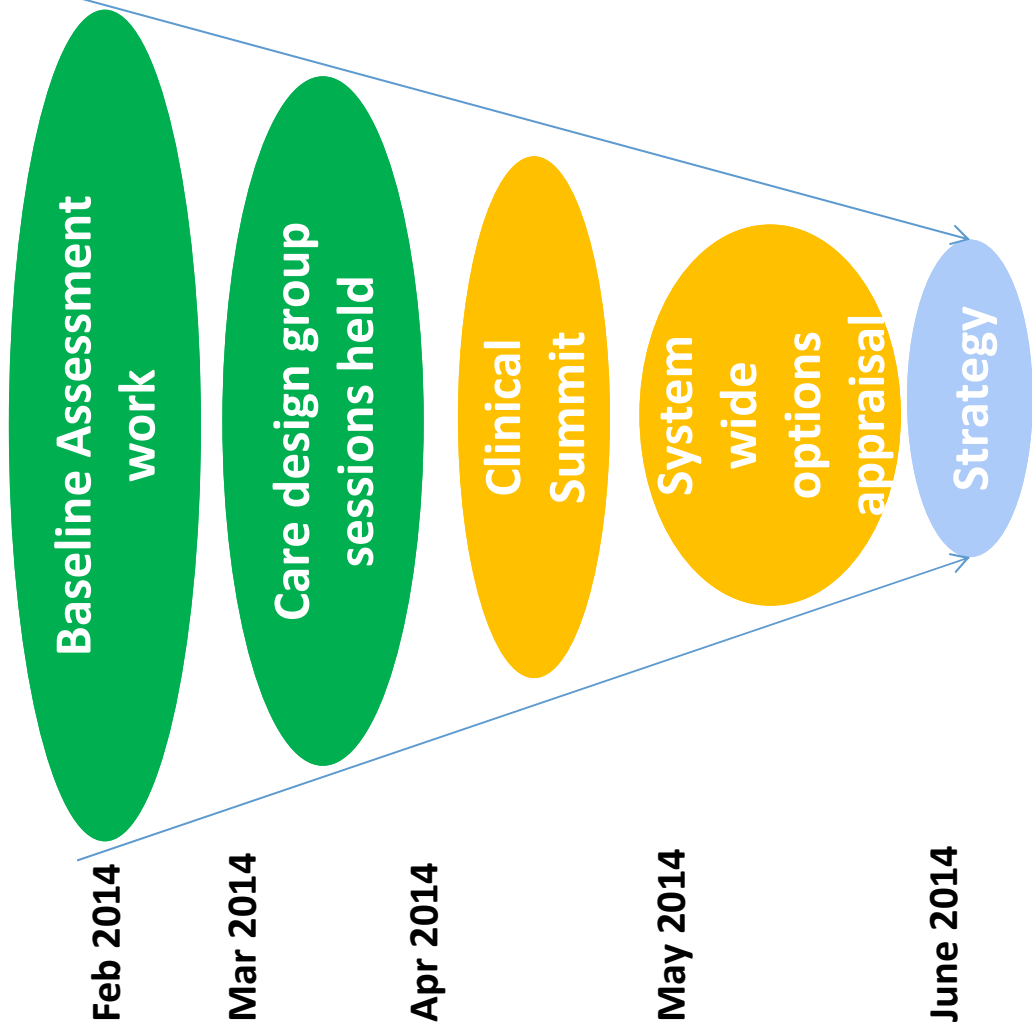 Feb 2014
Baseline Assessment
work
Mar 2014
Care design group
sessions held
Apr 2014
Clinical
Summit
May 2014
System
wide
options
appraisal
June 2014
Strategy